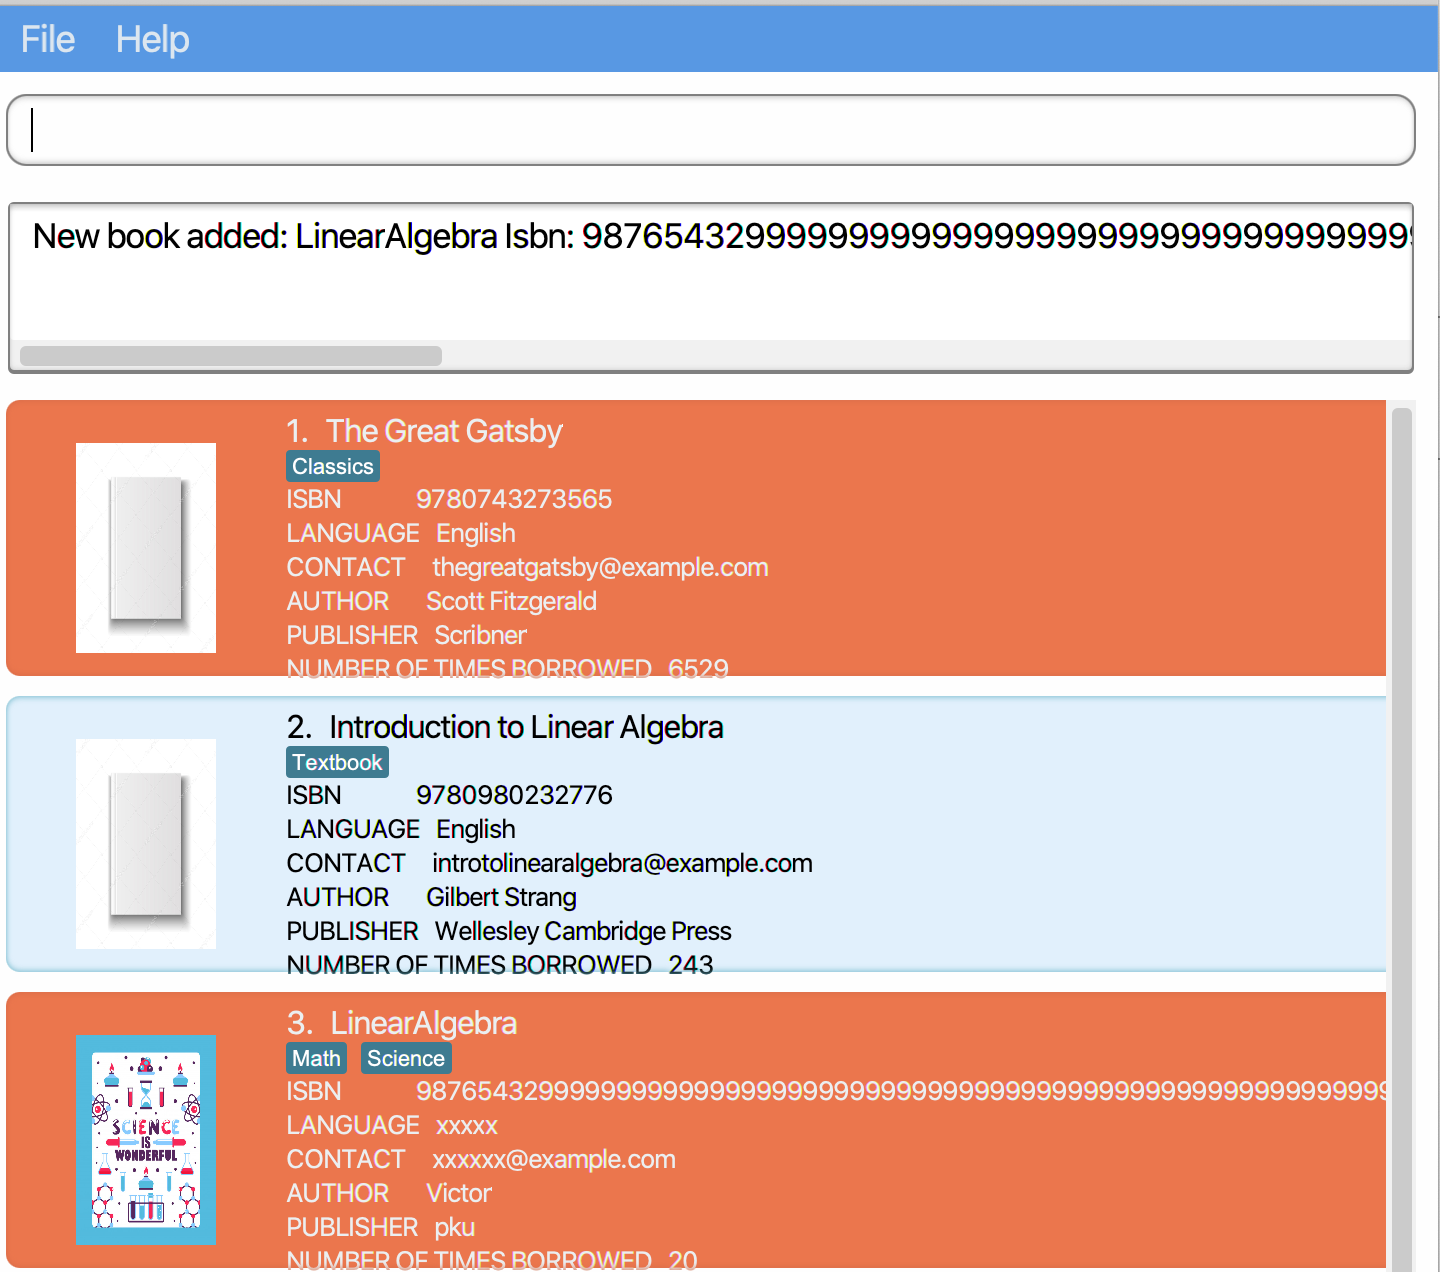 File Help
New book added: LinearAlgebra Isbn: 9876543299999999999999999999999999999999
1. The Great Gatsby
Classics
ISBN 9780743273565
LANGUAGE English
CONTACT thegreatgatsby@example.com
AUTHOR Scott Fitzgerald
PUBLISHER Scribner
NUMBER OF TIMES BORROWED 6529
2. Introduction to Linear Algebra
Textbook
ISBN 9780980232776
LANGUAGE English
CONTACT introtolinearalgebra@example.com
AUTHOR Gilbert Strang
PUBLISHER Wellesley Cambridge Press
NUMBER OF TIMES BORROWED 243
3. LinearAlgebra
Math Science
SCIENCE
IS
WONDERFUL
ISBN 98765432999999999999999999999999999999999999999999999999999999999
LANGUAGE xxxxx
CONTACT xxxxxx@example.com
AUTHOR Victor
PUBLISHER pku
NUMBER OF TIMES BORROWED 20